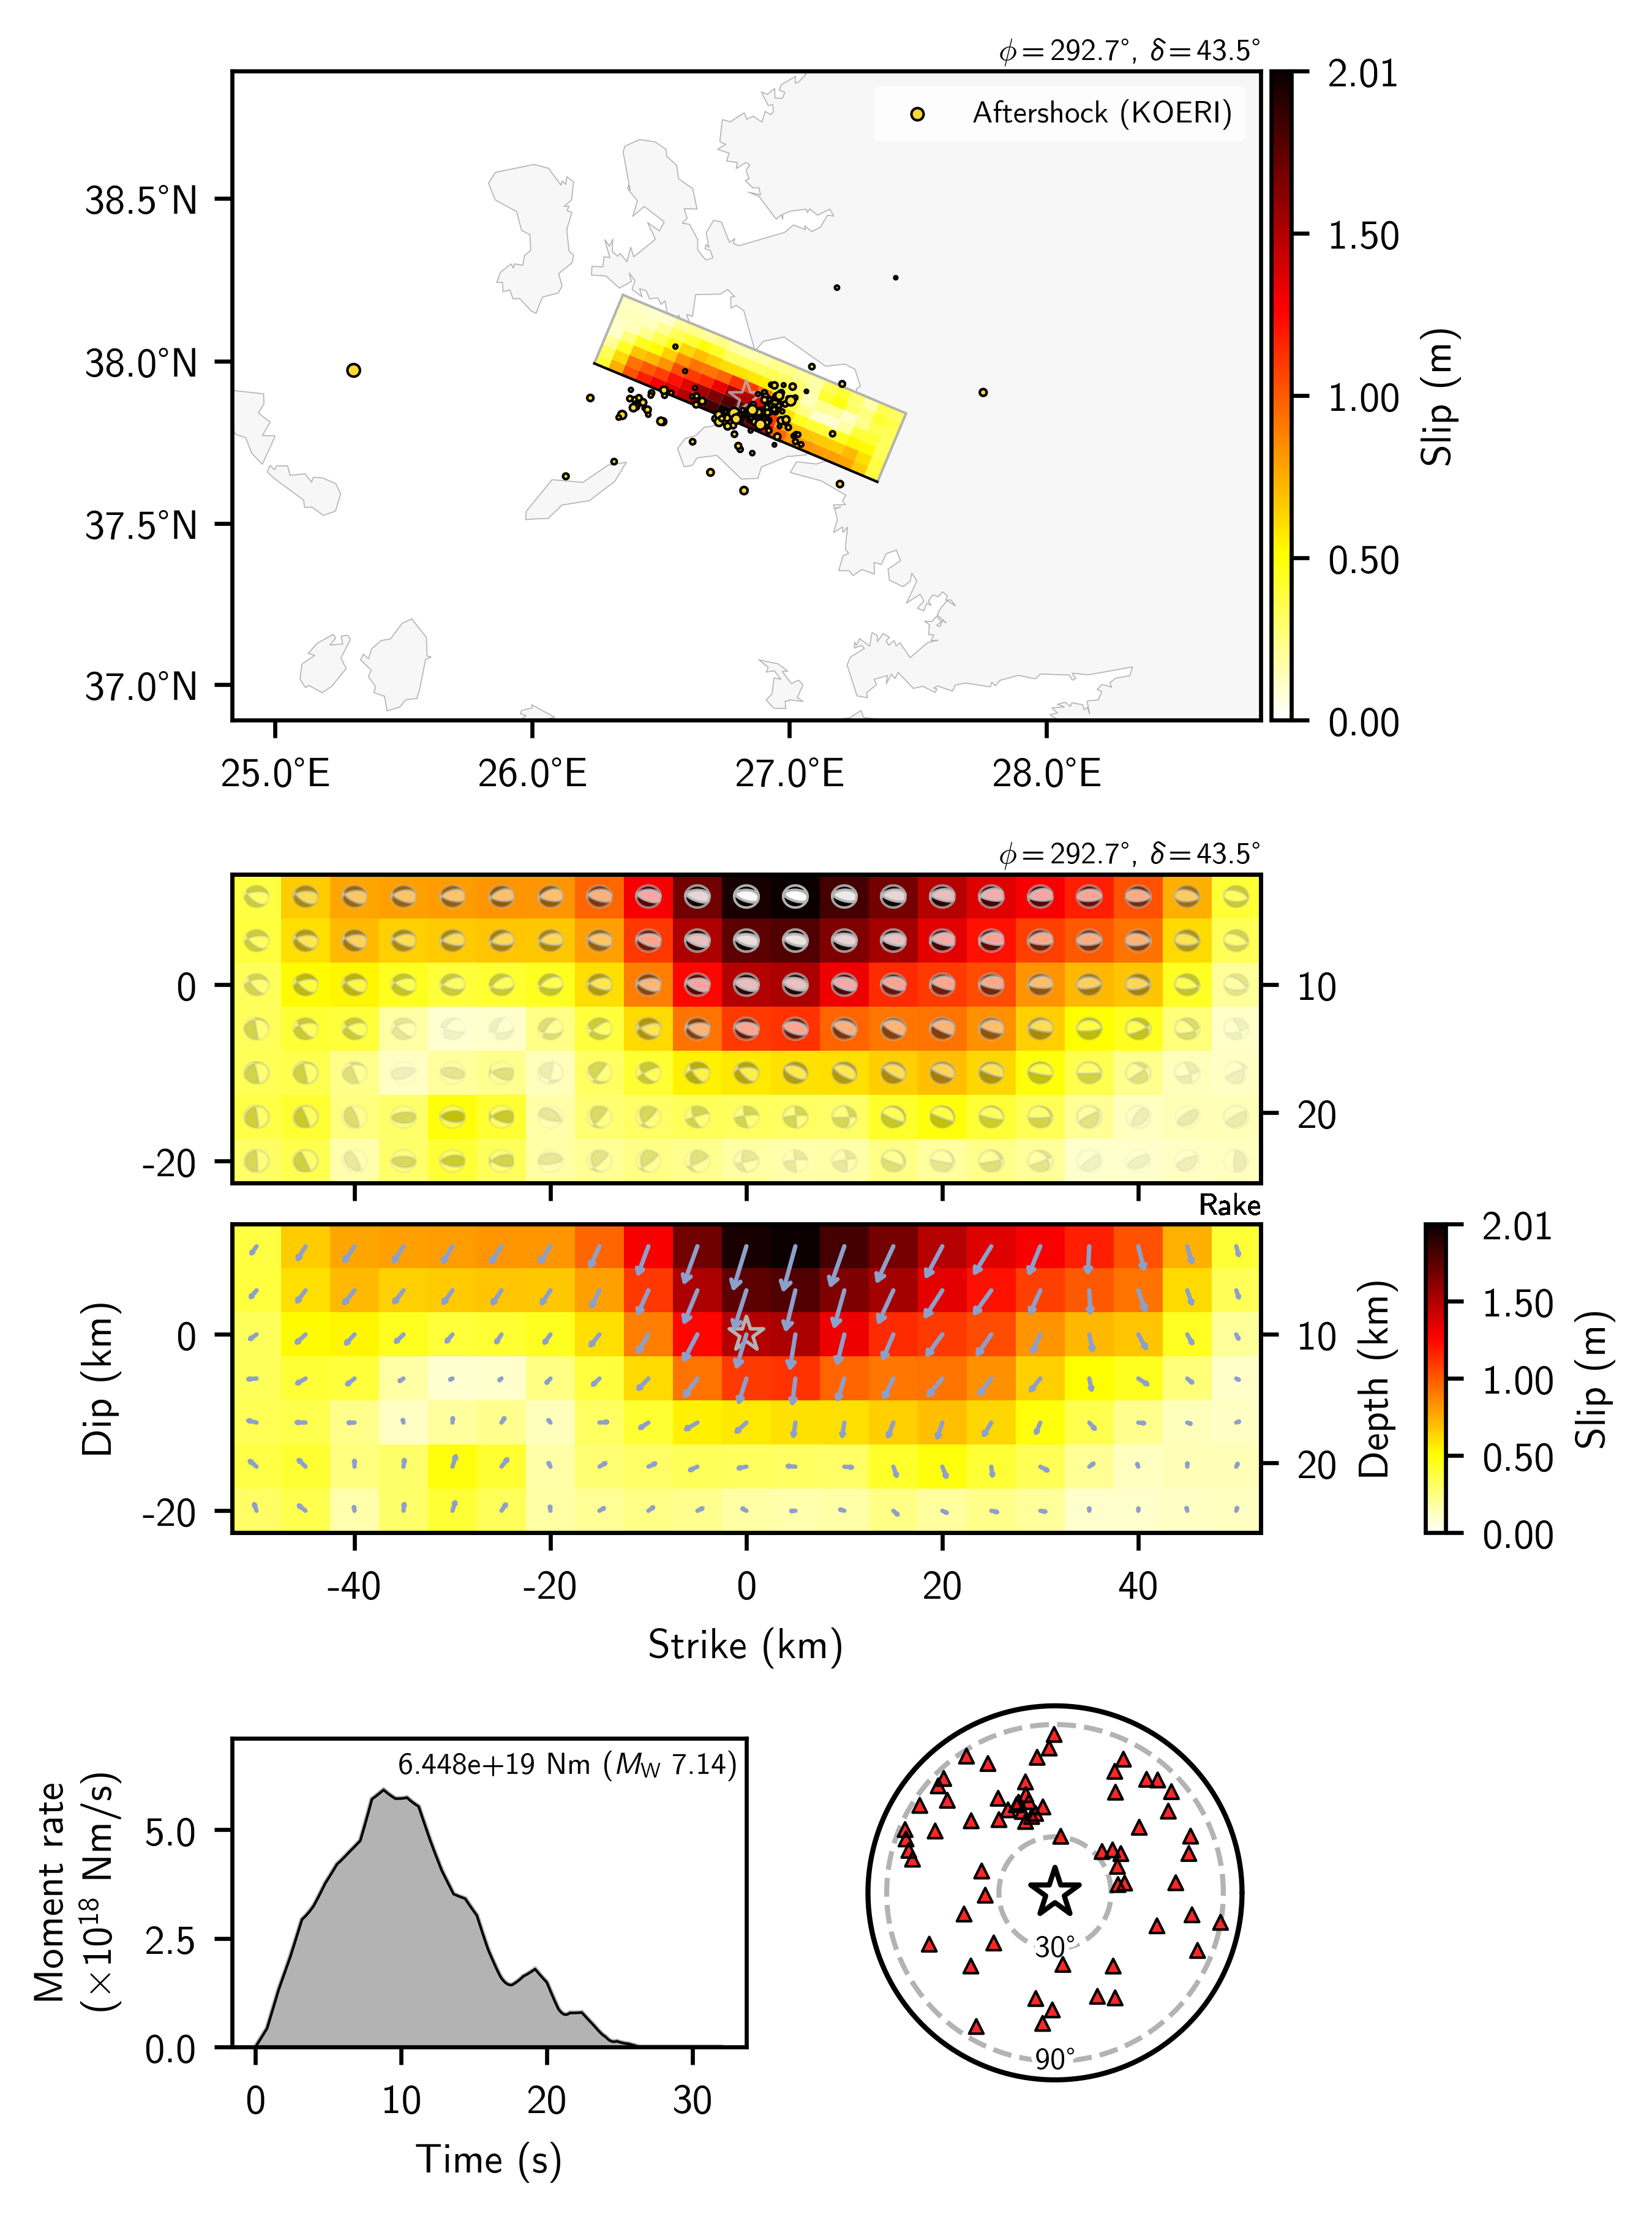 ϕ = 292.7°, δ = 43.5°
Aftershock (KOERI)
38.5°N
38.0°N
37.5°N
37.0°N
25.0°E 26.0°E 27.0°E 28.0°E
2.01
1.50
1.00
0.50
0.00
Slip (m)
ϕ = 292.7°, δ = 43.5°
0
-20
10
20
Rake
Dip (km)
0
-20
10
20
Depth (km)
2.01
1.50
1.00
0.50
0.00
Slip (m)
-40 -20 0 20 40
Strike (km)
6.448e+19 Nm (M_W 7.14)
Moment rate
(×10¹⁸ Nm/s)
5.0
2.5
0.0
0 10 20 30
Time (s)
30°
90°